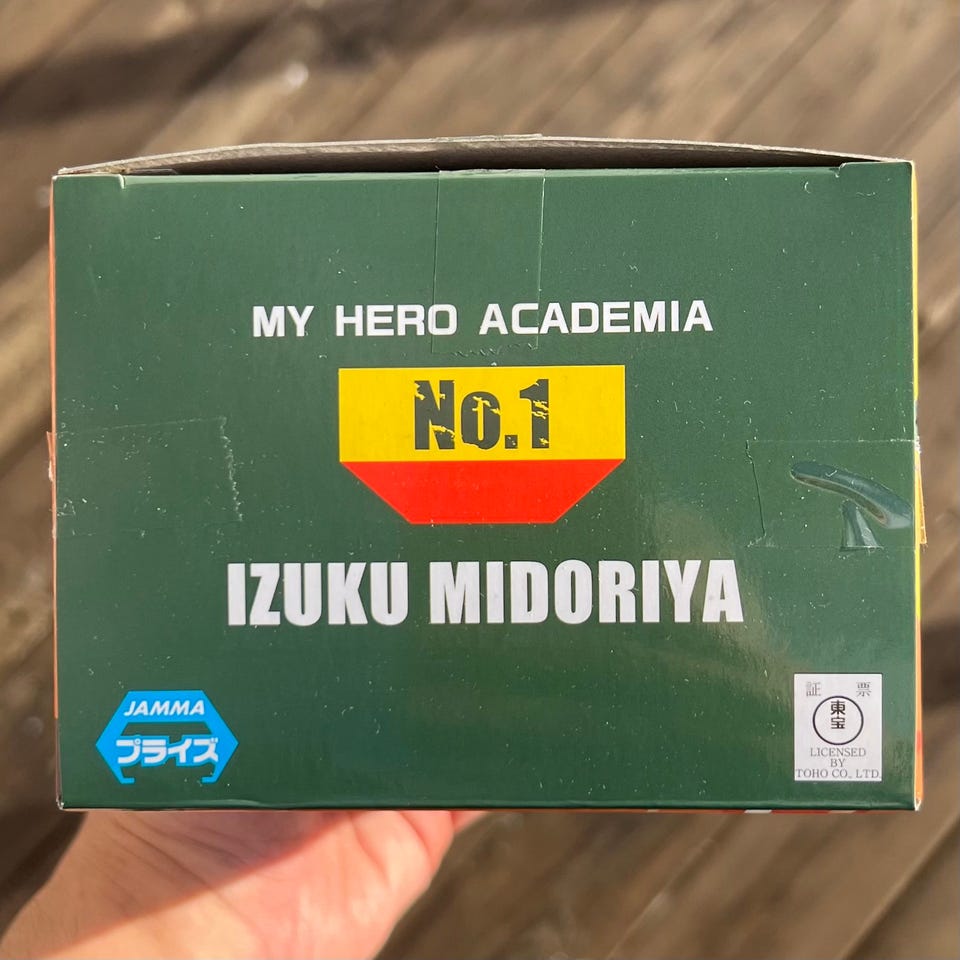 MY HERO ACADEMIA
No.1
IZUKU MIDORIYA
JAMMA
プライズ
証 票
東宝
LICENSED
BY
TOHO CO., LTD.